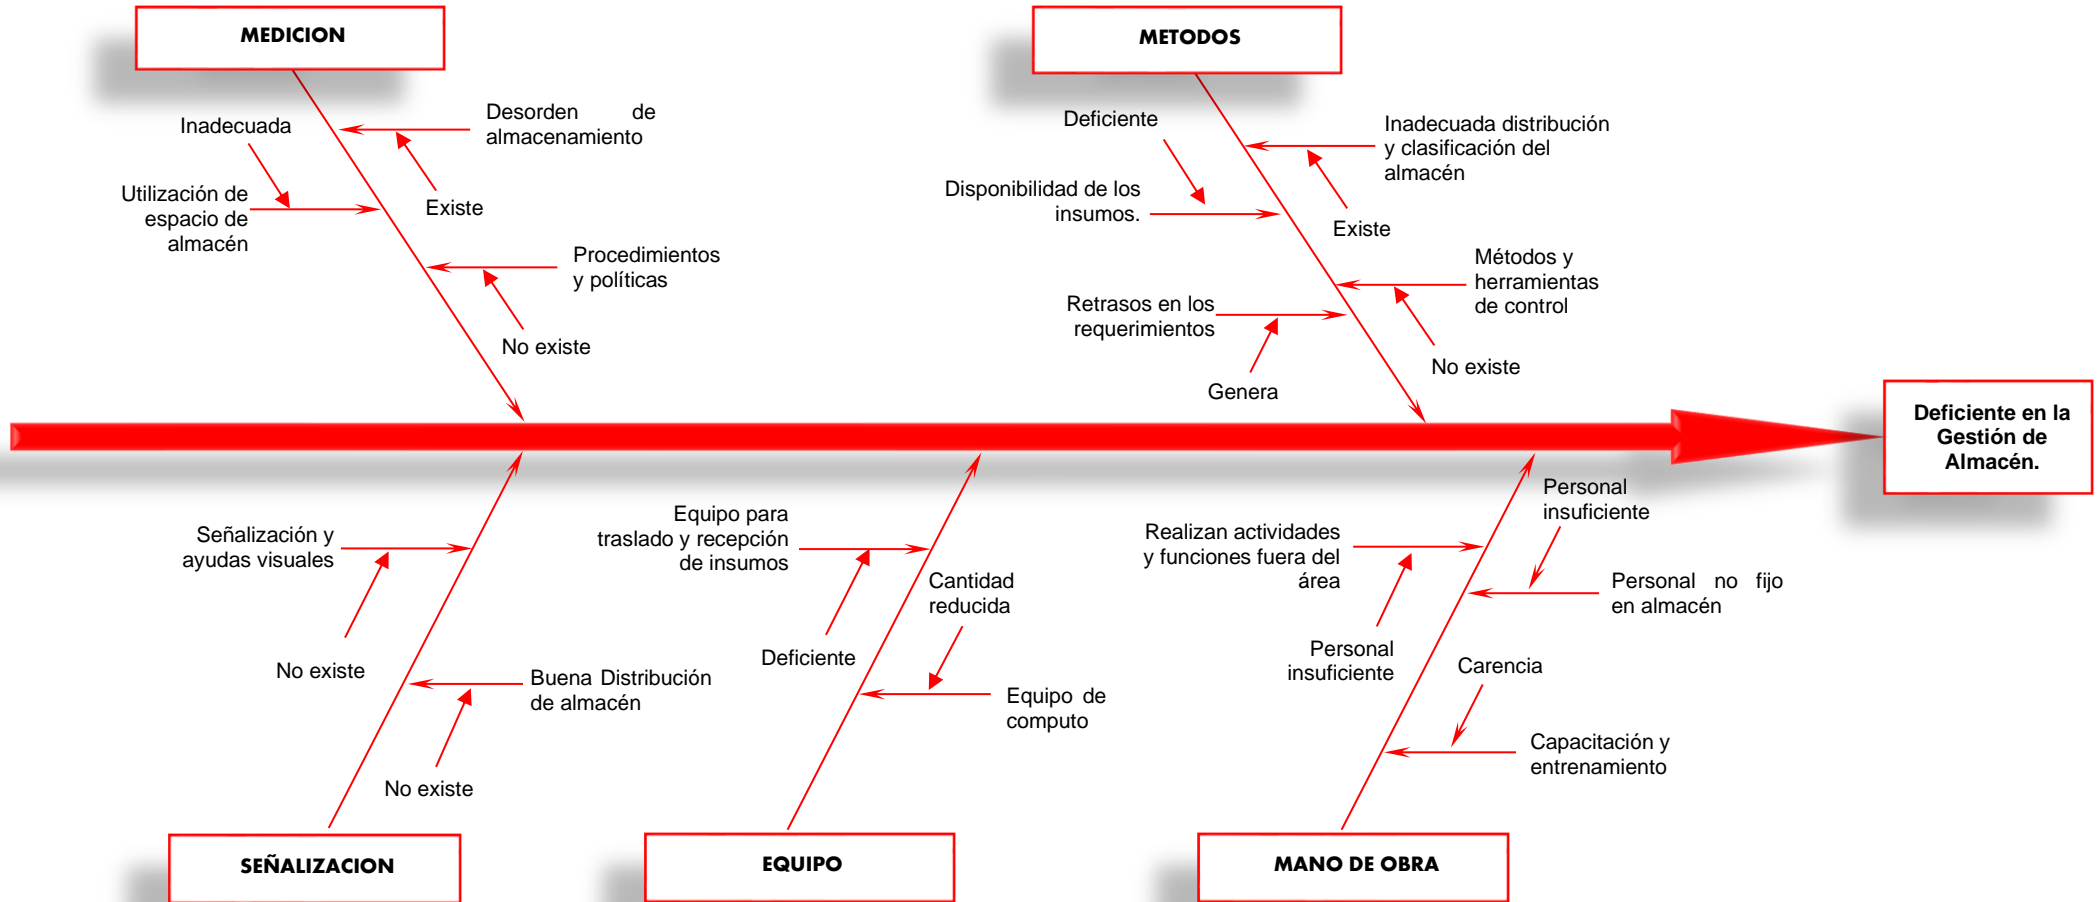 MEDICION
METODOS
Desorden de
almacenamiento
Inadecuada
Utilización de
espacio de
almacén
Existe
Procedimientos
y políticas
No existe
Deficiente
Inadecuada distribución
y clasificación del
almacén
Disponibilidad de los
insumos.
Existe
Métodos y
herramientas
de control
Retrasos en los
requerimientos
No existe
Genera
Deficiente en la
Gestión de
Almacén.
Señalización y
ayudas visuales
No existe
Buena Distribución
de almacén
No existe
Equipo para
traslado y recepción
de insumos
Cantidad
reducida
Deficiente
Equipo de
computo
Personal
insuficiente
Realizan actividades
y funciones fuera del
área
Personal no fijo
en almacén
Personal
insuficiente
Carencia
Capacitación y
entrenamiento
SEÑALIZACION
EQUIPO
MANO DE OBRA